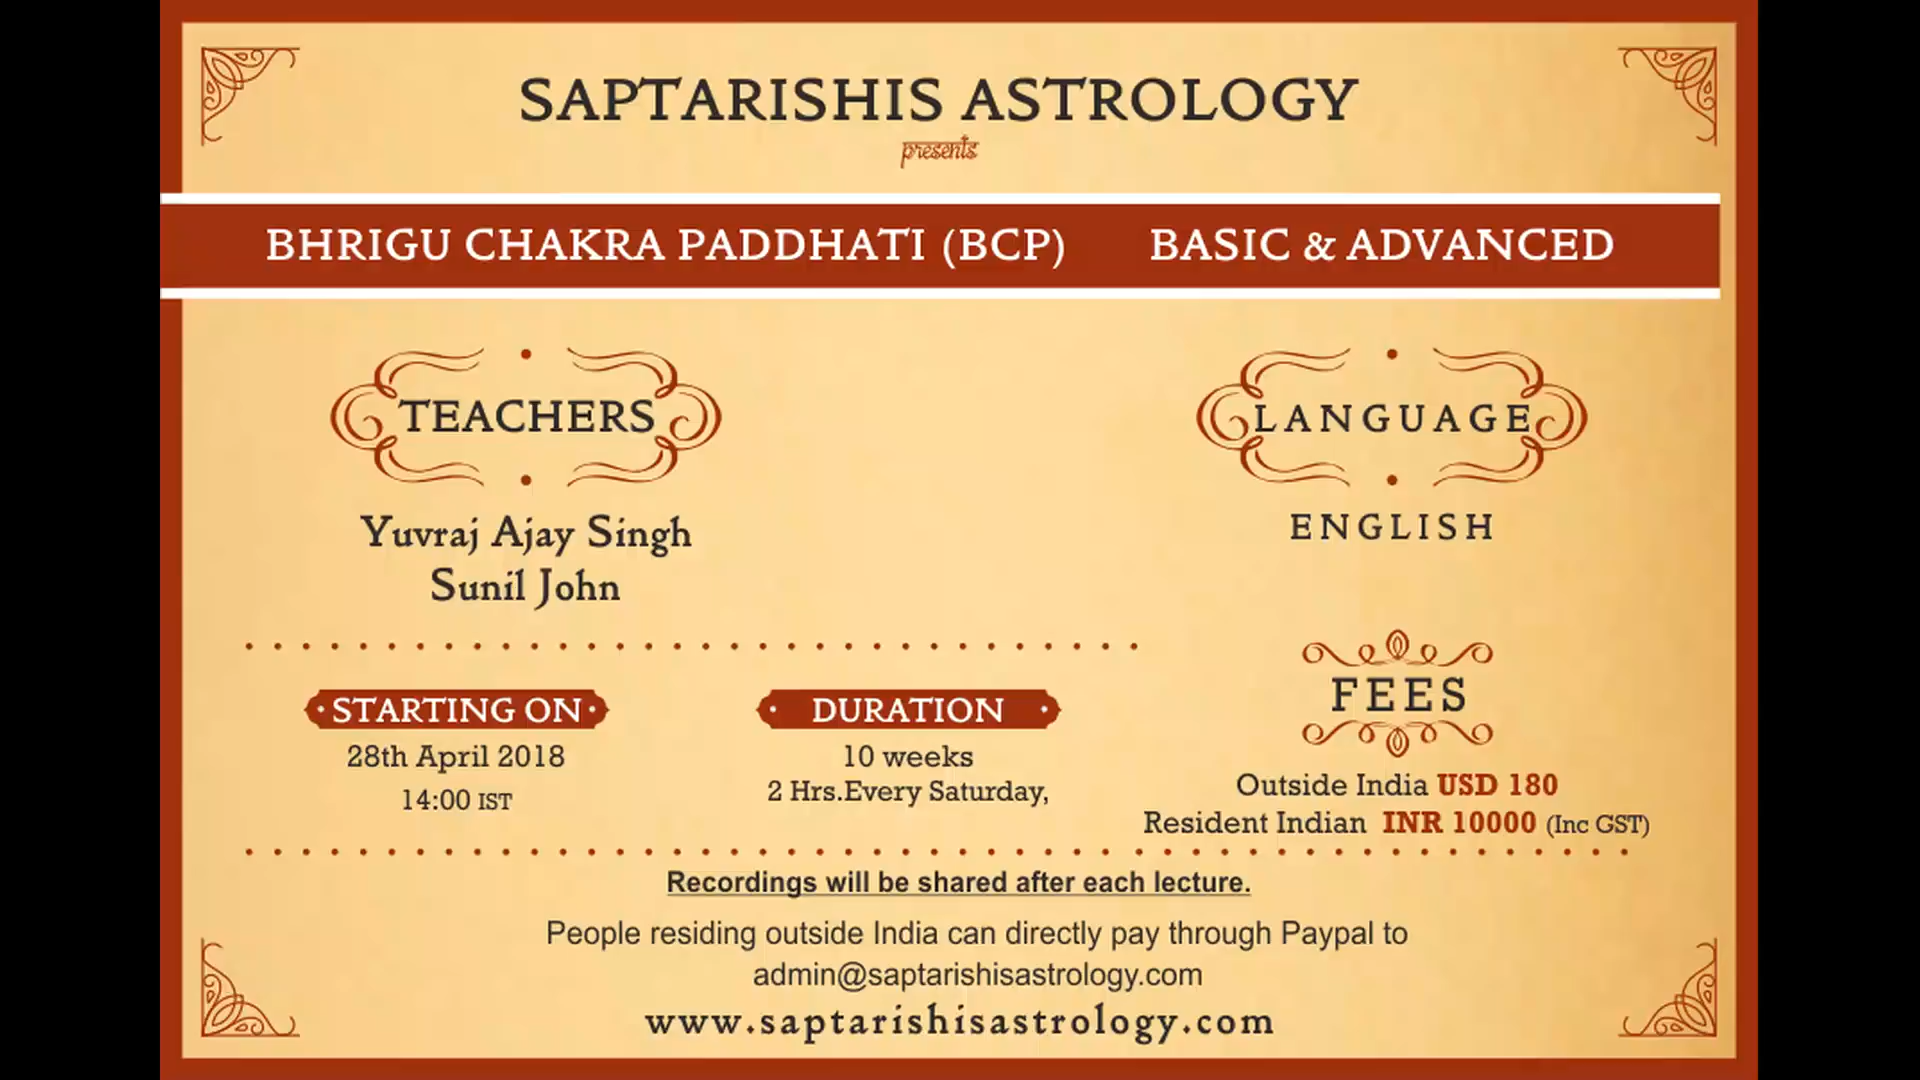 SAPTARISHIS ASTROLOGY
presents
BHRIGU CHAKRA PADDHATI (BCP) BASIC & ADVANCED
TEACHERS
Yuvraj Ajay Singh
Sunil John
LANGUAGE
ENGLISH
STARTING ON
28th April 2018
14:00 IST
DURATION
10 weeks
2 Hrs.Every Saturday,
FEES
Outside India USD 180
Resident Indian INR 10000 (Inc GST)
Recordings will be shared after each lecture.
People residing outside India can directly pay through Paypal to
admin@saptarishisastrology.com
www.saptarishisastrology.com